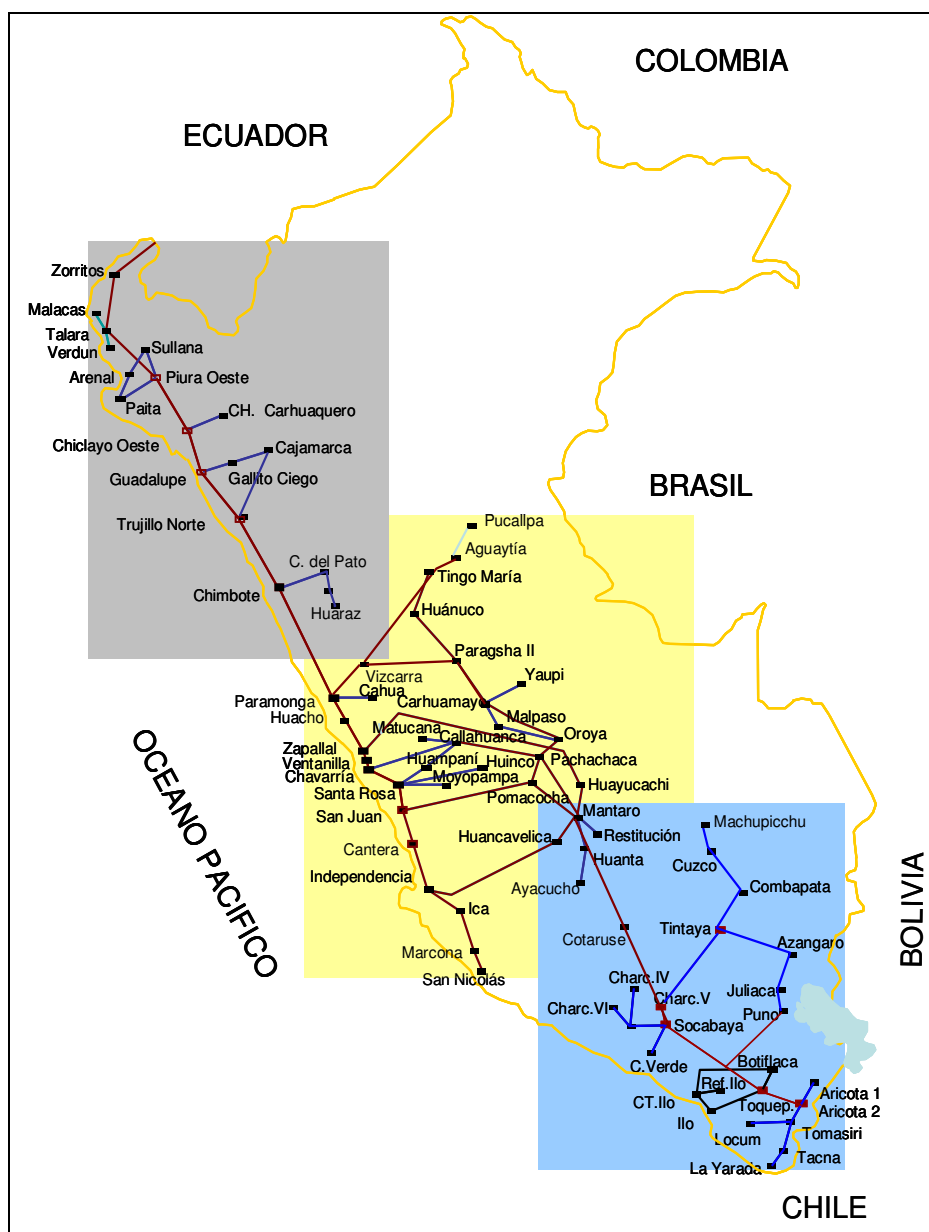 COLOMBIA
ECUADOR
Zorritos
Malacas
Talara
Verdun
Sullana
Arenal
Piura Oeste
Paita
CH. Carhuaquero
Chiclayo Oeste
Cajamarca
Guadalupe
Gallito Ciego
BRASIL
Trujillo Norte
Pucallpa
Aguaytía
C. del Pato
Tingo María
Chimbote
Huaraz
Huánuco
Paragsha II
Vizcarra
Yaupi
Cahua
Paramonga
Carhuamayo
Huacho
Malpaso
Matucana
Callahuanca
Oroya
Zapallal
Ventanilla
Huampaní
Huinco
Pachachaca
Chavarría
Moyopampa
Santa Rosa
Pomacocha
Huayucachi
San Juan
Mantaro
Machupicchu
Huancavelica
Restitución
Cantera
Huanta
Cuzco
Independencia
Ayacucho
Combapata
OCEANO PACIFICO
Ica
Tintaya
Cotaruse
Azangaro
BOLIVIA
Marcona
San Nicolás
Charc.IV
Juliaca
Charc.V
Charc.VI
Puno
Socabaya
C.Verde
Botiflaca
Ref.Ilo
Aricota 1
CT.Ilo
Toquep.
Aricota 2
Ilo
Locum
Tomasiri
Tacna
La Yarada
CHILE